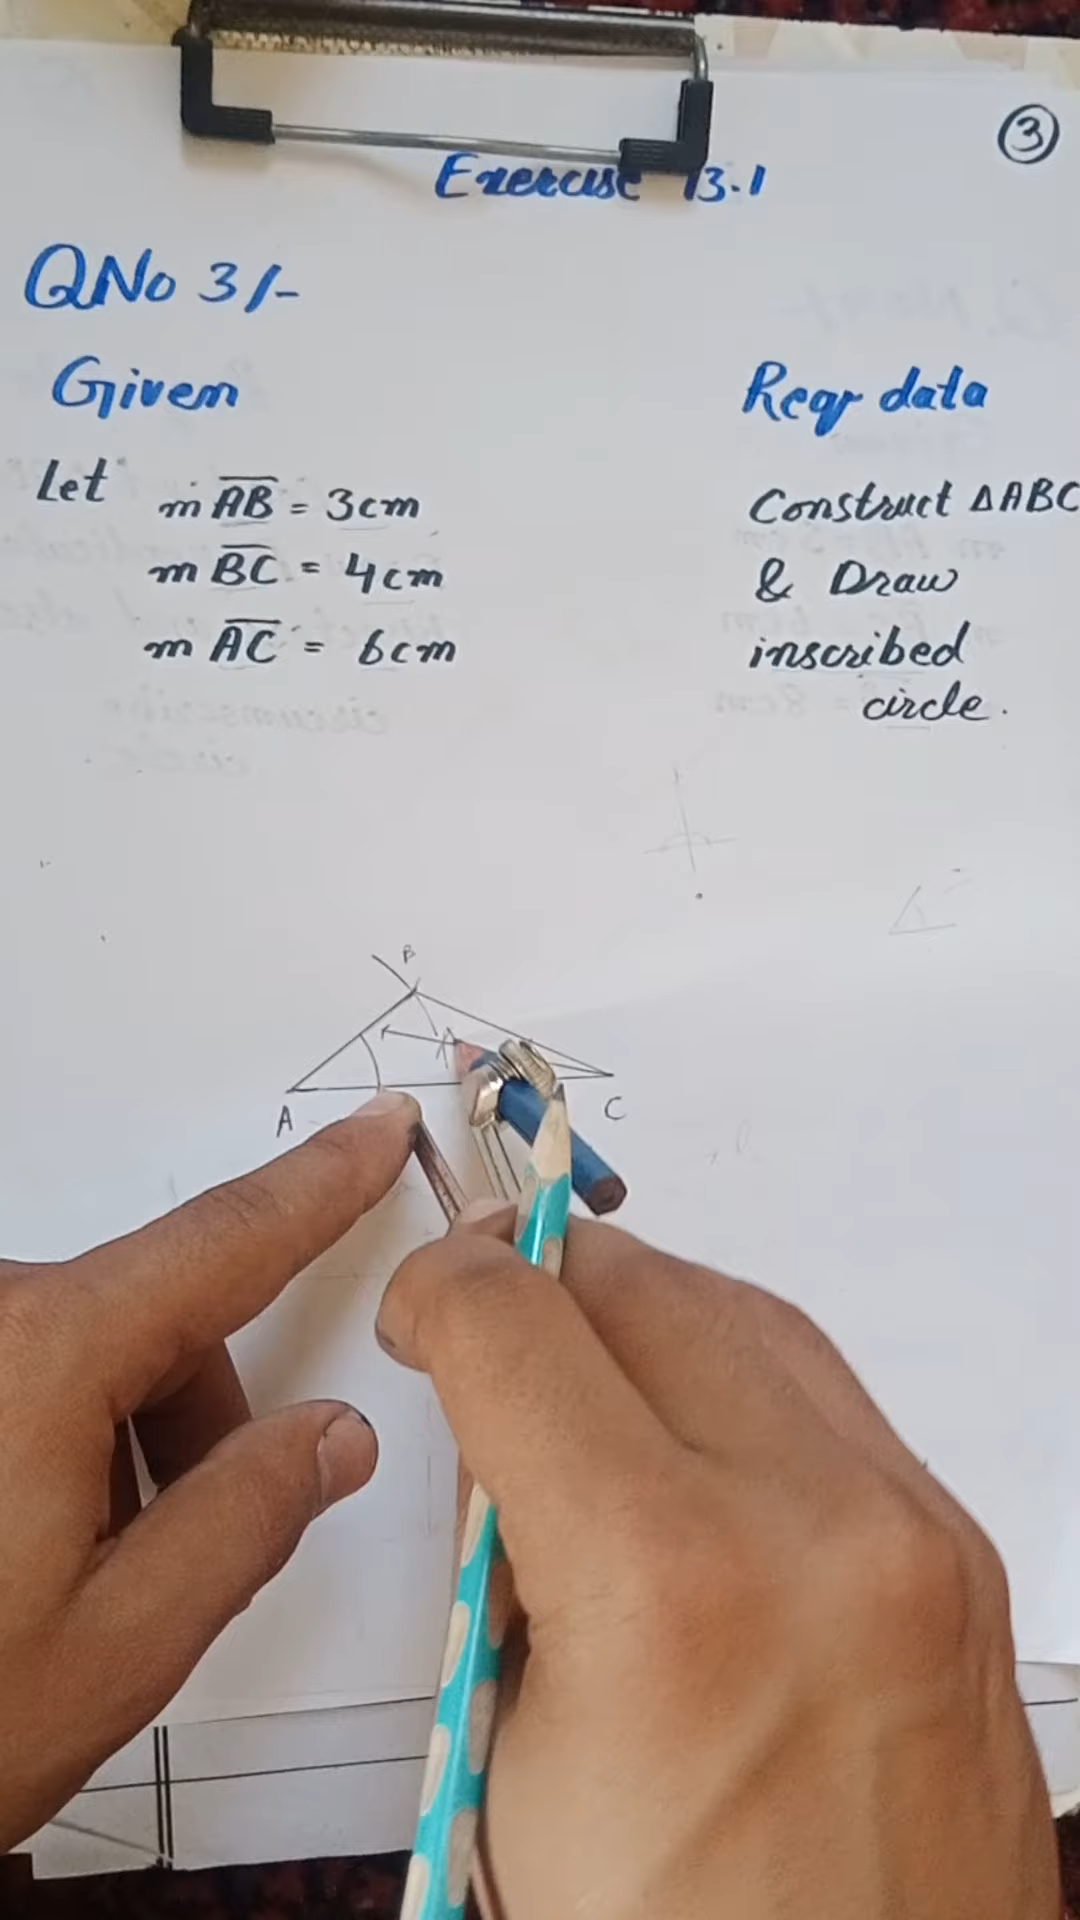 ③
Exercise 13.1
QNo 3/-
Given
Reqr data
Let m AB = 3cm
m BC = 4cm
m AC = 6cm
Construct ΔABC
& Draw
inscribed
circle.
B
A
C